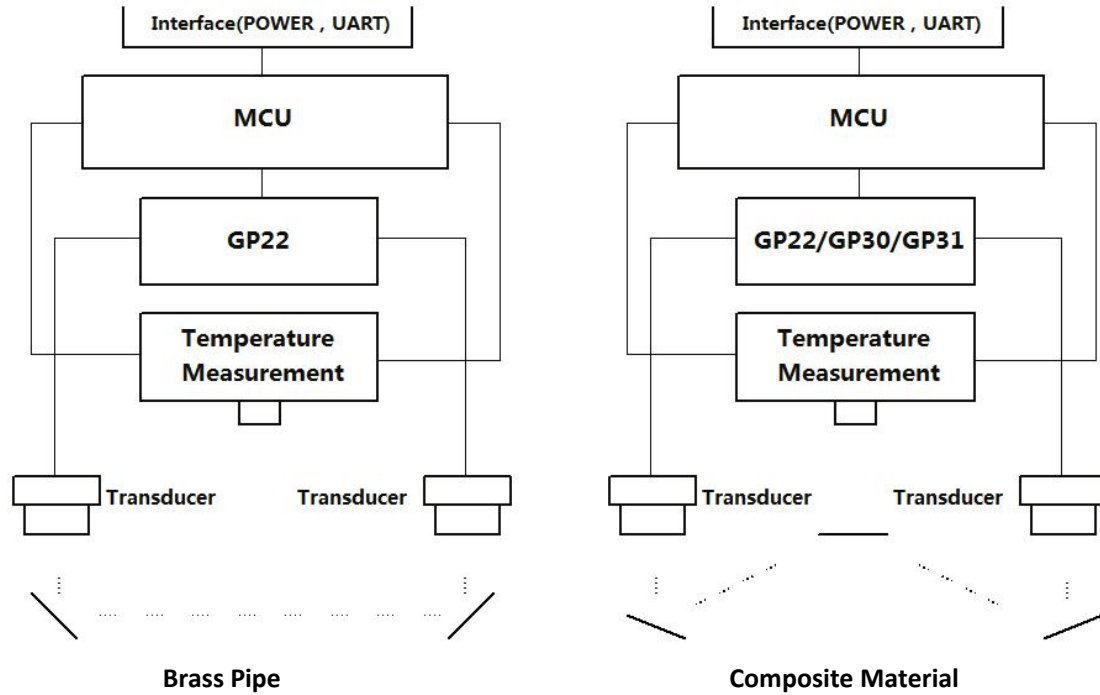 Interface(POWER , UART)
MCU
GP22
Temperature
Measurement
Transducer
Transducer
Brass Pipe
Interface(POWER , UART)
MCU
GP22/GP30/GP31
Temperature
Measurement
Transducer
Transducer
Composite Material